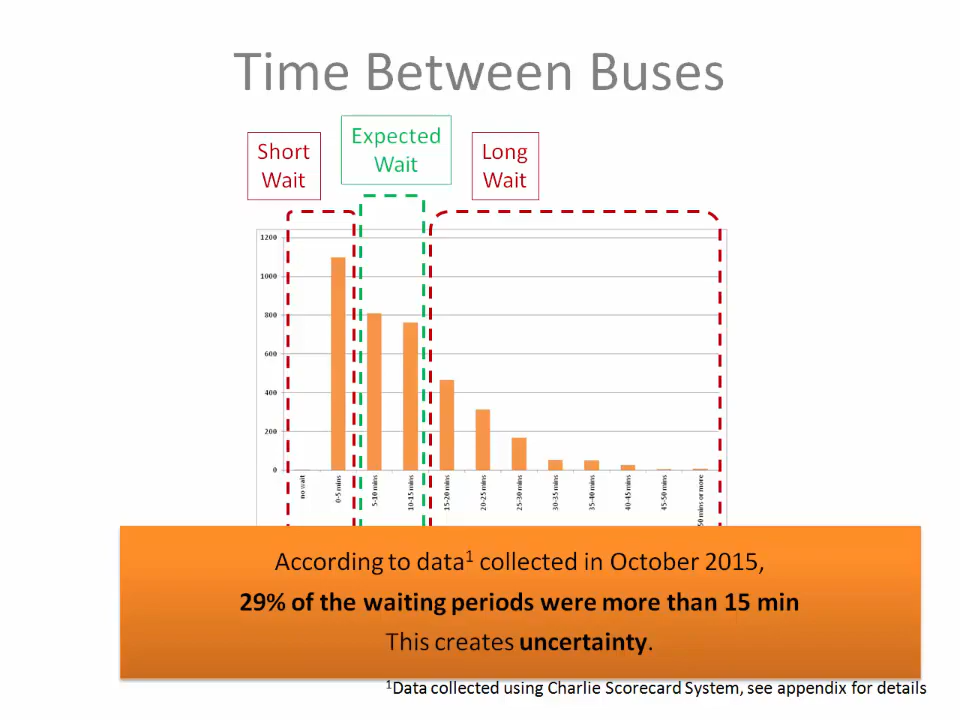 Time Between Buses
Short
Wait
Expected
Wait
Long
Wait
1200
1000
800
600
400
200
0
no wait
0-5 mins
5-10 mins
10-15 mins
15-20 mins
20-25 mins
25-30 mins
30-35 mins
35-40 mins
40-45 mins
45-50 mins
50 mins or more
According to data1 collected in October 2015,
29% of the waiting periods were more than 15 min
This creates uncertainty.
1Data collected using Charlie Scorecard System, see appendix for details